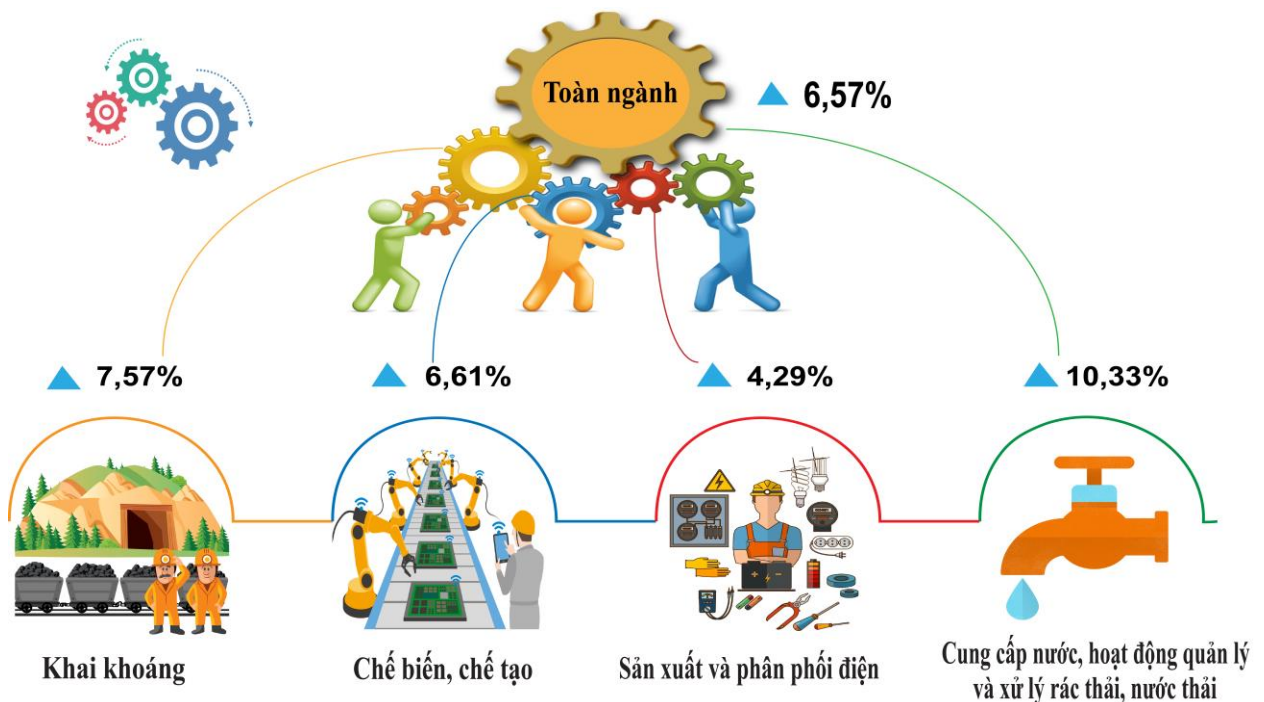 Toàn ngành
6,57%
7,57%
6,61%
4,29%
10,33%
Khai khoáng
Chế biến, chế tạo
Sản xuất và phân phối điện
Cung cấp nước, hoạt động quản lý
và xử lý rác thải, nước thải